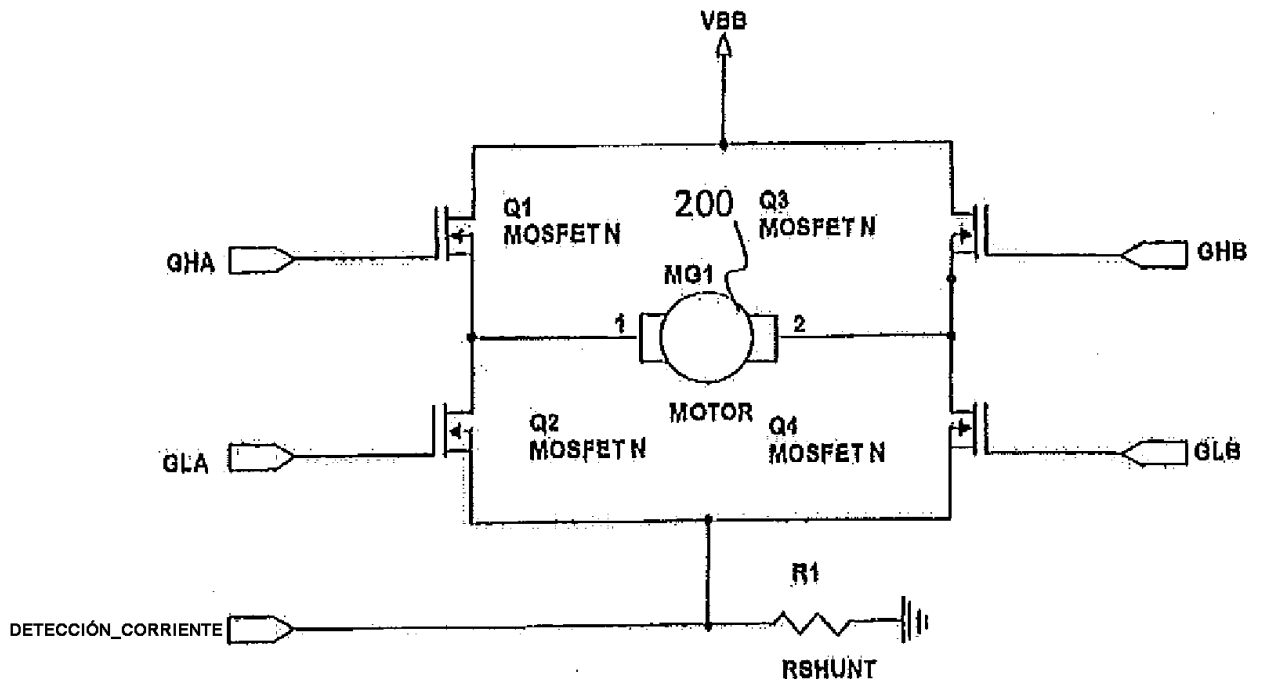 VBB
Q1
MOSFET N
200
Q3
MOSFET N
GHA
GHB
MG1
1
2
MOTOR
Q2
MOSFET N
Q4
MOSFET N
GLA
GLB
R1
DETECCIÓN_CORRIENTE
RSHUNT